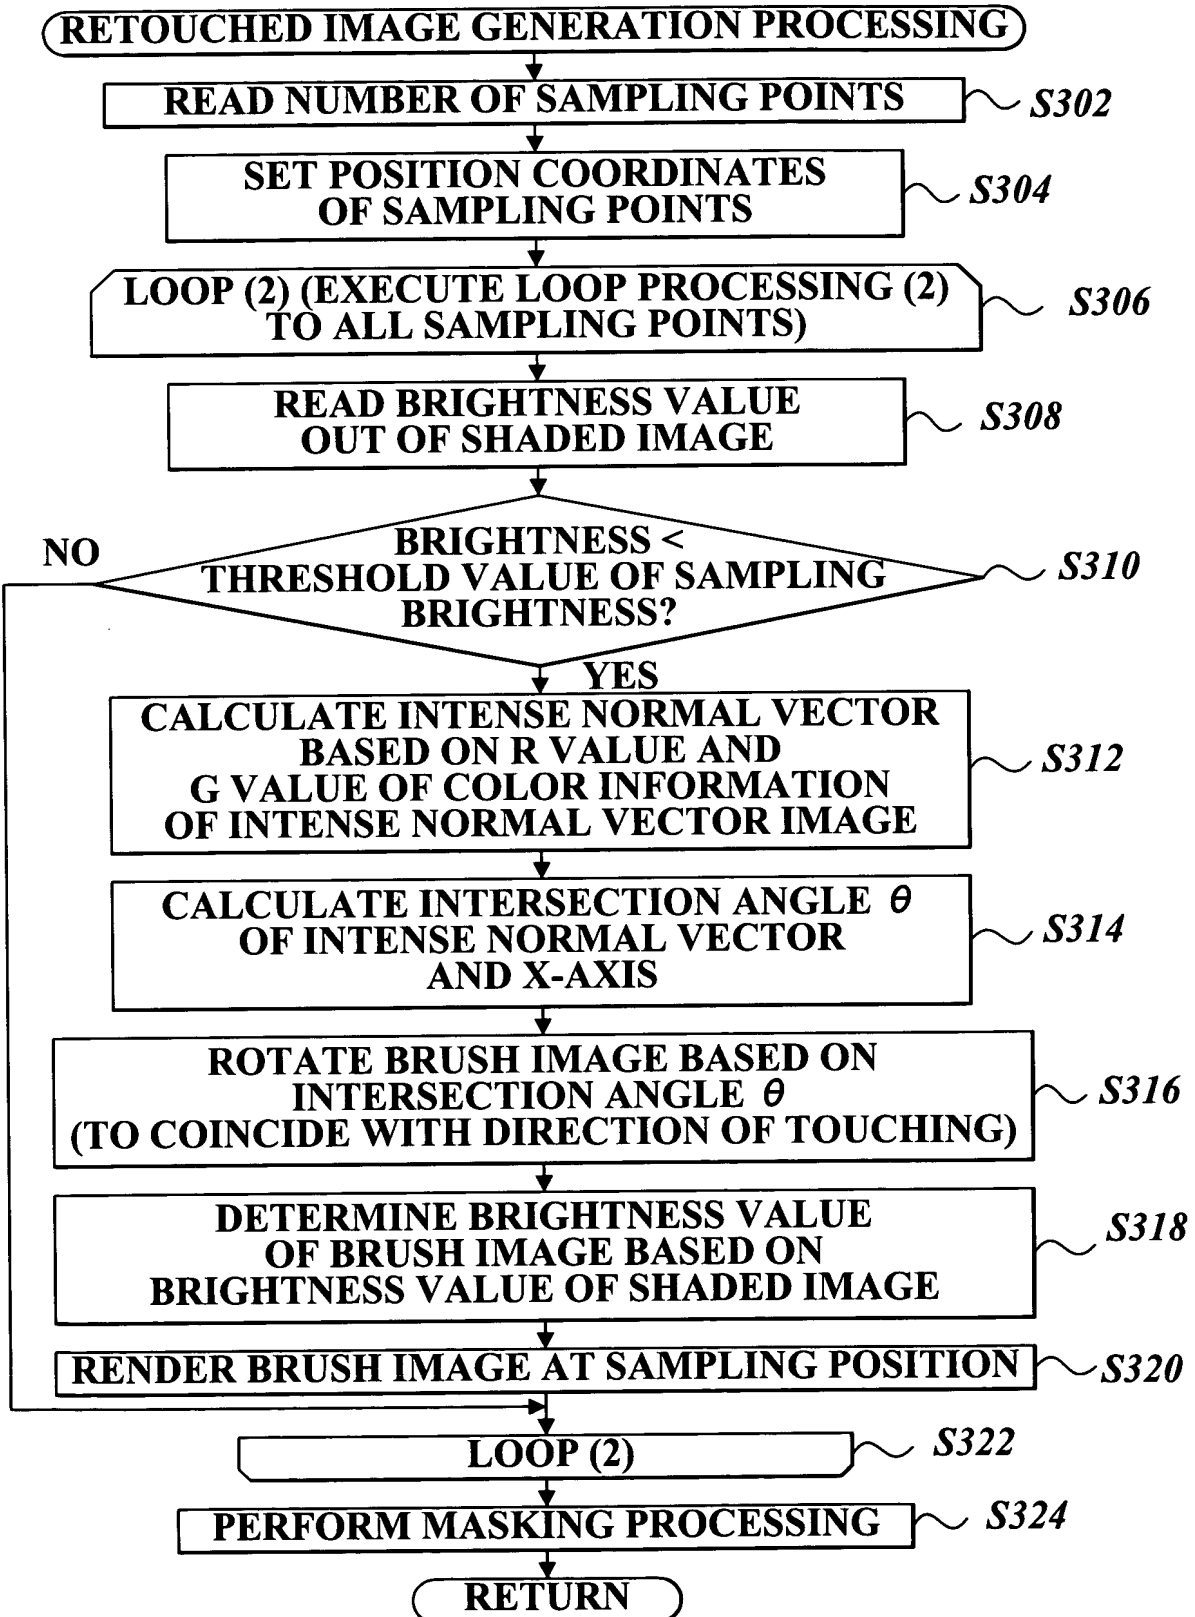 RETOUCHED IMAGE GENERATION PROCESSING
READ NUMBER OF SAMPLING POINTS
S302
SET POSITION COORDINATES
OF SAMPLING POINTS
S304
LOOP (2) (EXECUTE LOOP PROCESSING (2)
TO ALL SAMPLING POINTS)
S306
READ BRIGHTNESS VALUE
OUT OF SHADED IMAGE
S308
NO
BRIGHTNESS <
THRESHOLD VALUE OF SAMPLING
BRIGHTNESS?
S310
YES
CALCULATE INTENSE NORMAL VECTOR
BASED ON R VALUE AND
G VALUE OF COLOR INFORMATION
OF INTENSE NORMAL VECTOR IMAGE
S312
CALCULATE INTERSECTION ANGLE θ
OF INTENSE NORMAL VECTOR
AND X-AXIS
S314
ROTATE BRUSH IMAGE BASED ON
INTERSECTION ANGLE θ
(TO COINCIDE WITH DIRECTION OF TOUCHING)
S316
DETERMINE BRIGHTNESS VALUE
OF BRUSH IMAGE BASED ON
BRIGHTNESS VALUE OF SHADED IMAGE
S318
RENDER BRUSH IMAGE AT SAMPLING POSITION
S320
LOOP (2)
S322
PERFORM MASKING PROCESSING
S324
RETURN